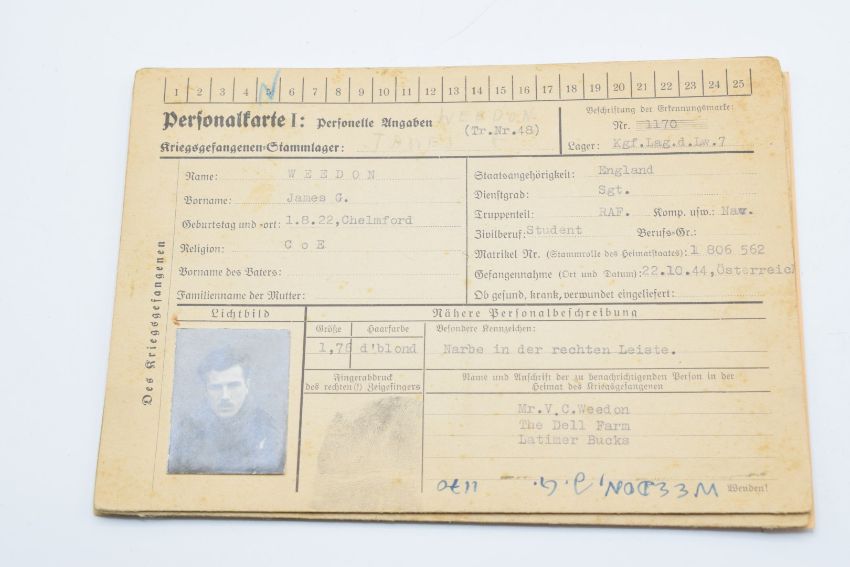 1 2 3 4 5 6 7 8 9 10 11 12 13 14 15 16 17 18 19 20 21 22 23 24 25
Personalkarte I: Personelle Angaben
WEEDON
(Tr.Nr.48)
Beschriftung der Erkennungsmarke:
Nr. 1170
Kriegsgefangenen-Stammlager:
Lager: Kgf.Lag.d.Lw.7
Des Kriegsgefangenen
Name: WEEDON
Vorname: James G.
Geburtstag und -ort: 1.8.22, Chelmford
Religion: C o E
Vorname des Vaters:
Familienname der Mutter:
Staatsangehörigkeit: England
Dienstgrad: Sgt.
Truppenteil: RAF. Komp. usw.: Nav.
Zivilberuf: Student Berufs-Gr.:
Matrikel Nr. (Stammrolle des Heimatstaates): 1 806 562
Gefangennahme (Ort und Datum): 22.10.44, Österreich
Ob gesund, krank, verwundet eingeliefert:
Lichtbild
Nähere Personalbeschreibung
Größe Haarfarbe
1,76 d'blond
Besondere Kennzeichen:
Narbe in der rechten Leiste.
Fingerabdruck
des rechten (!) Zeigefingers
Name und Anschrift der zu benachrichtigenden Person in der
Heimat des Kriegsgefangenen
Mr.V.C.Weedon
The Dell Farm
Latimer Bucks
WEEDON, J. G. 1170
Wenden!